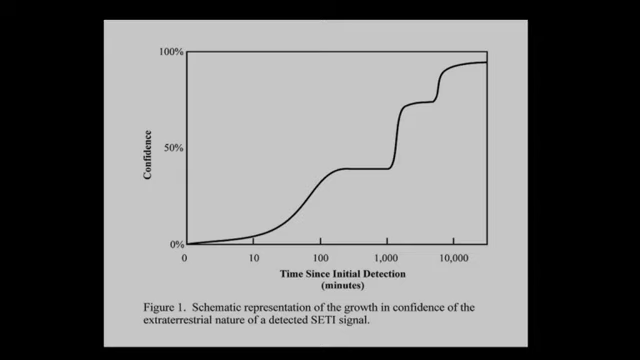 100%
50%
0%
Confidence
0 10 100 1,000 10,000
Time Since Initial Detection
(minutes)
Figure 1. Schematic representation of the growth in confidence of the
extraterrestrial nature of a detected SETI signal.